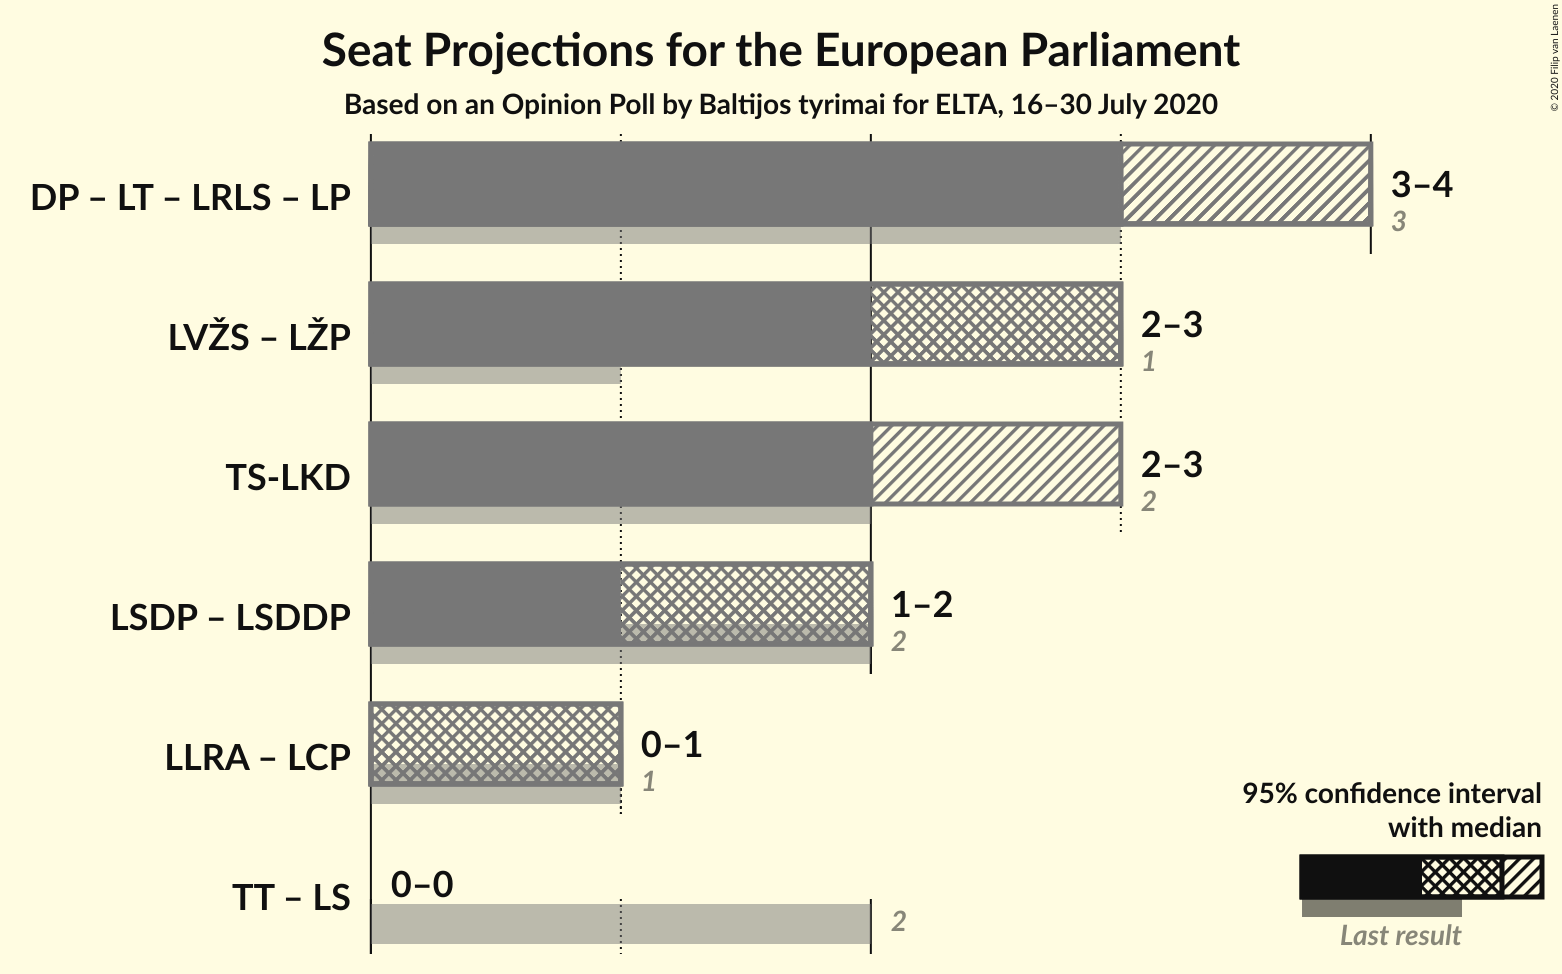 Seat Projections for the European Parliament
Based on an Opinion Poll by Baltijos tyrimai for ELTA, 16–30 July 2020
© 2020 Filip van Laenen
DP – LT – LRLS – LP
3–4
3
LVŽS – LŽP
2–3
1
TS-LKD
2–3
2
LSDP – LSDDP
1–2
2
LLRA – LCP
0–1
1
TT – LS
0–0
2
95% confidence interval
with median
Last result